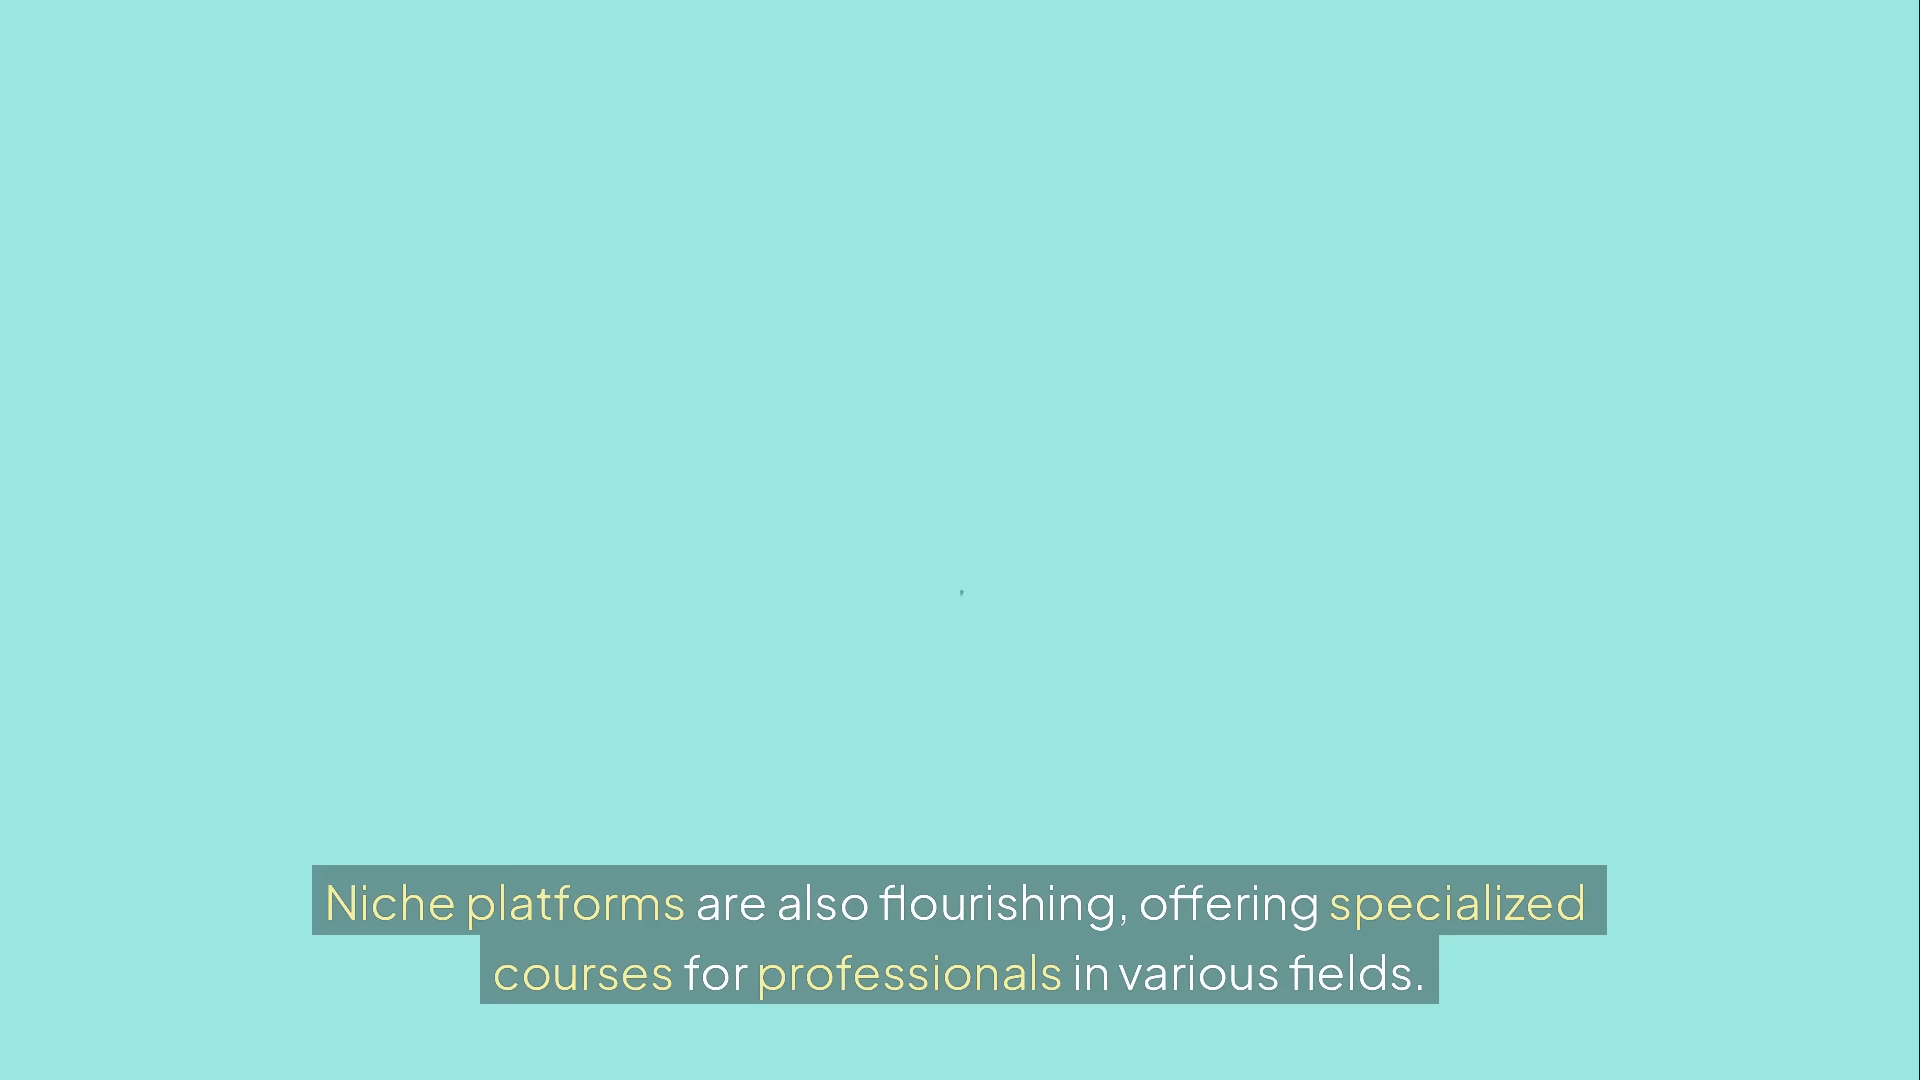 Niche platforms are also flourishing, offering specialized
courses for professionals in various fields.